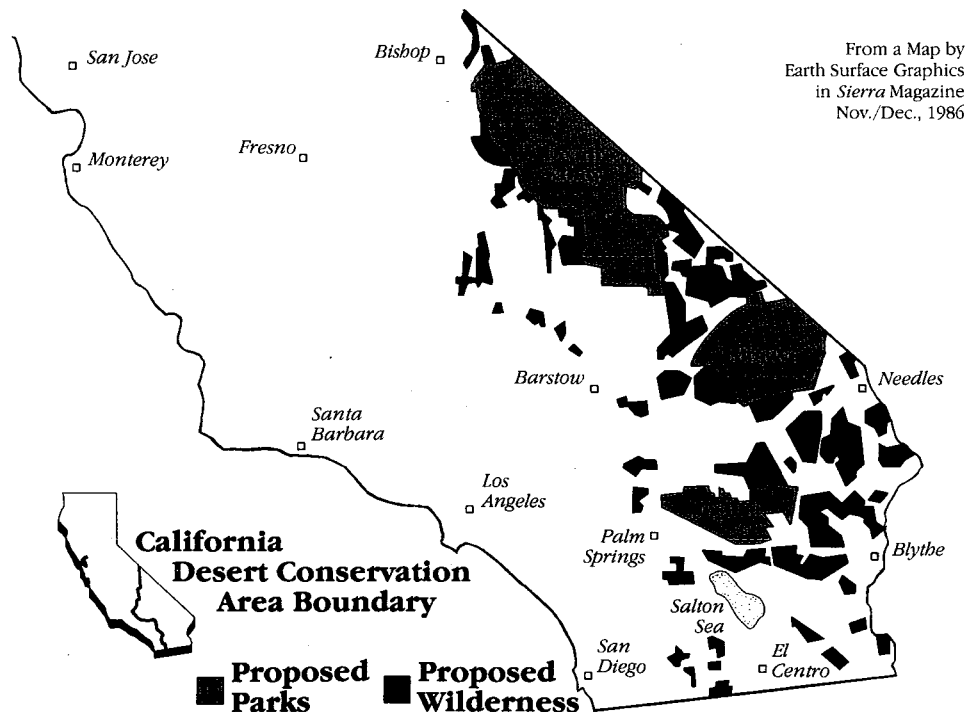 San Jose
Bishop
From a Map by
Earth Surface Graphics
in Sierra Magazine
Nov./Dec., 1986
Monterey
Fresno
Barstow
Needles
Santa
Barbara
Los
Angeles
Palm
Springs
Blythe
California
Desert Conservation
Area Boundary
Salton
Sea
San
Diego
El
Centro
Proposed
Parks
Proposed
Wilderness